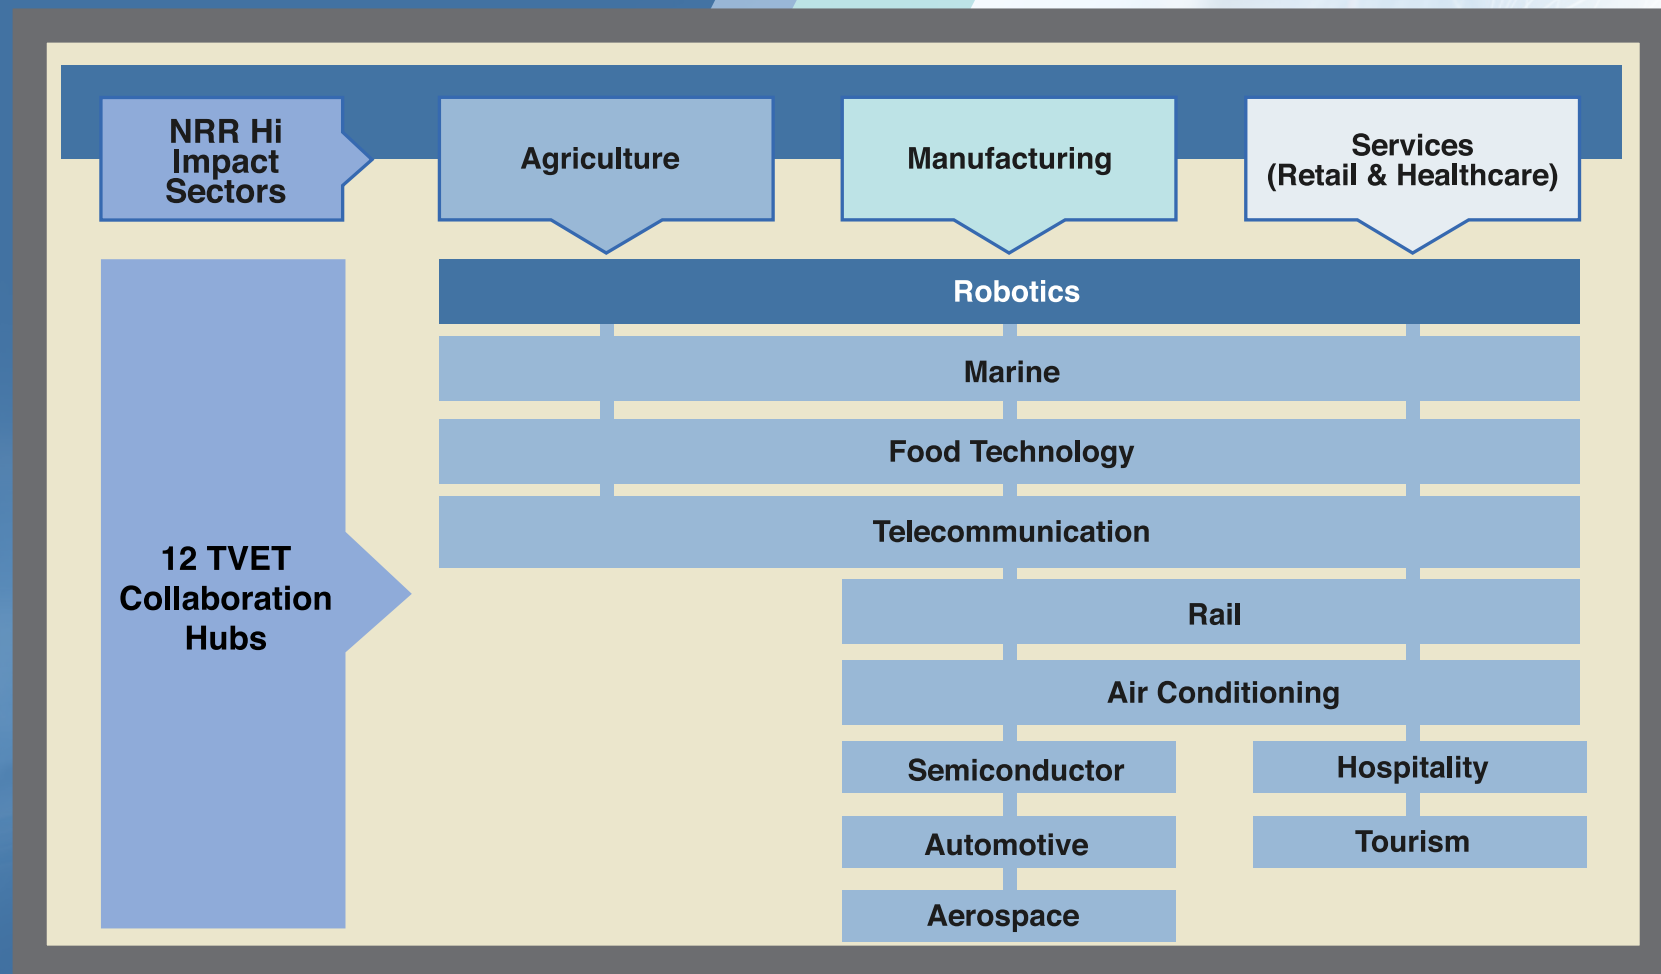 NRR Hi
Impact
Sectors
Agriculture
Manufacturing
Services
(Retail & Healthcare)
12 TVET
Collaboration
Hubs
Robotics
Marine
Food Technology
Telecommunication
Rail
Air Conditioning
Semiconductor
Hospitality
Automotive
Tourism
Aerospace